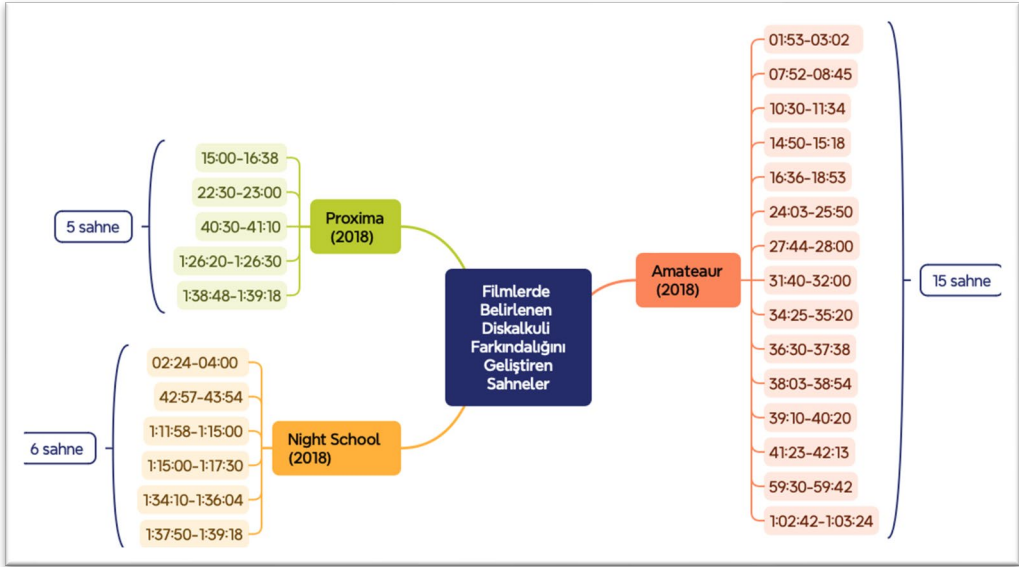 Filmlerde
Belirlenen
Diskalkuli
Farkındalığını
Geliştiren
Sahneler
Proxima
(2018)
15:00-16:38
22:30-23:00
40:30-41:10
1:26:20-1:26:30
1:38:48-1:39:18
5 sahne
Night School
(2018)
02:24-04:00
42:57-43:54
1:11:58-1:15:00
1:15:00-1:17:30
1:34:10-1:36:04
1:37:50-1:39:18
6 sahne
Amateaur
(2018)
01:53-03:02
07:52-08:45
10:30-11:34
14:50-15:18
16:36-18:53
24:03-25:50
27:44-28:00
31:40-32:00
34:25-35:20
36:30-37:38
38:03-38:54
39:10-40:20
41:23-42:13
59:30-59:42
1:02:42-1:03:24
15 sahne